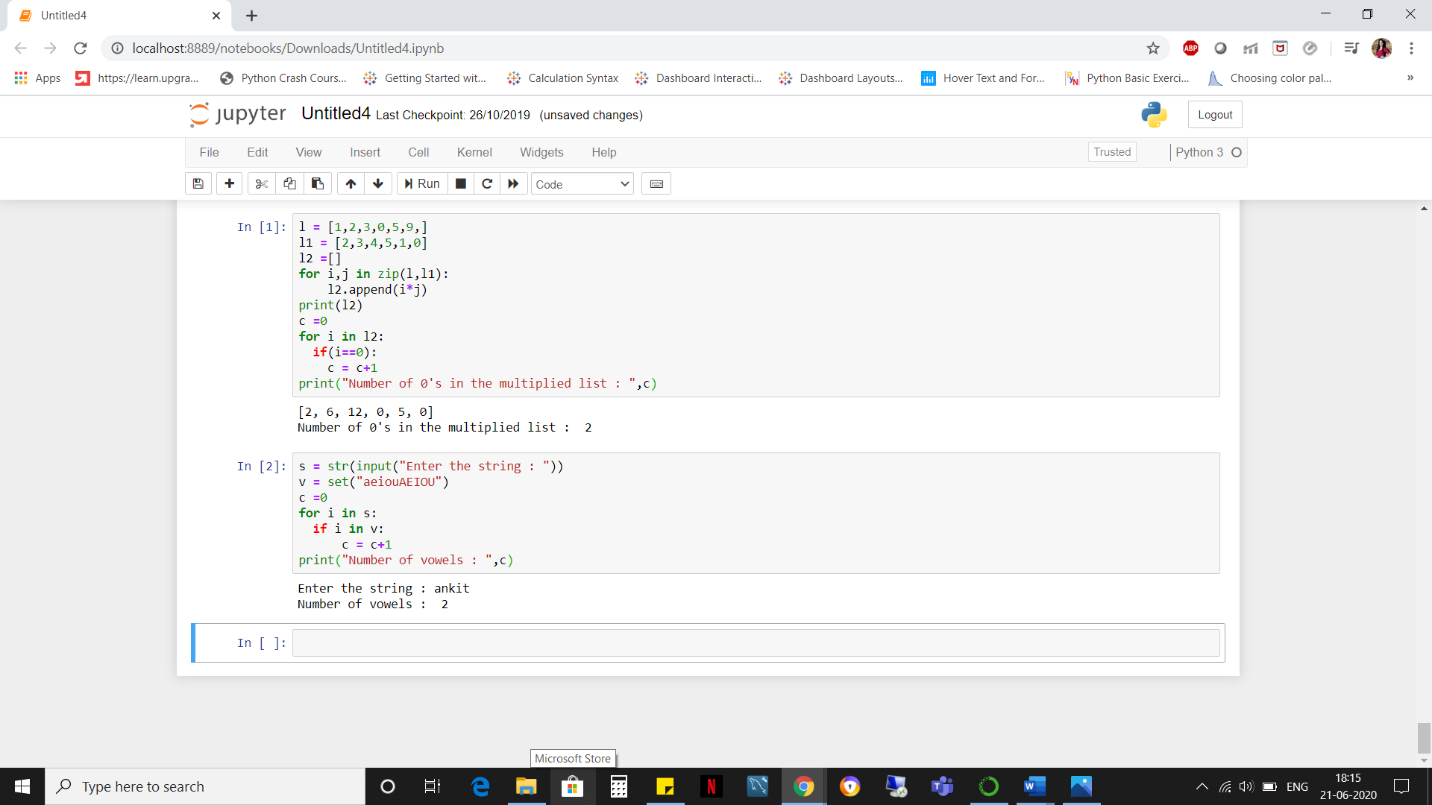 Untitled4
localhost:8889/notebooks/Downloads/Untitled4.ipynb
ABP
Apps https://learn.upgra... Python Crash Cours... Getting Started wit... Calculation Syntax Dashboard Interacti... Dashboard Layouts... Hover Text and For... Python Basic Exerci... Choosing color pal... »
jupyter Untitled4 Last Checkpoint: 26/10/2019 (unsaved changes) Logout
File Edit View Insert Cell Kernel Widgets Help Trusted Python 3
Run Code
In [1]: l = [1,2,3,0,5,9,]
l1 = [2,3,4,5,1,0]
l2 =[]
for i,j in zip(l,l1):
    l2.append(i*j)
print(l2)
c =0
for i in l2:
  if(i==0):
    c = c+1
print("Number of 0's in the multiplied list : ",c)
[2, 6, 12, 0, 5, 0]
Number of 0's in the multiplied list :  2
In [2]: s = str(input("Enter the string : "))
v = set("aeiouAEIOU")
c =0
for i in s:
  if i in v:
      c = c+1
print("Number of vowels : ",c)
Enter the string : ankit
Number of vowels :  2
In [ ]:
Microsoft Store
Type here to search
N
W
ENG
18:15
21-06-2020